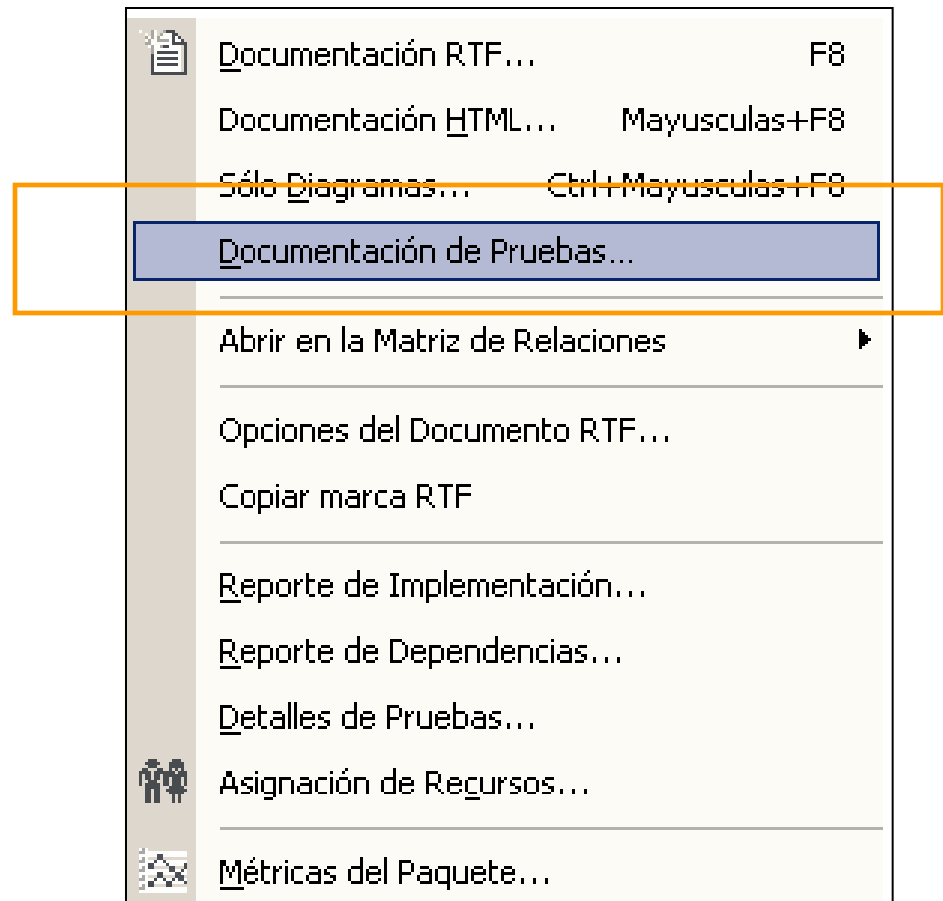 Documentación RTF... F8
Documentación HTML... Mayusculas+F8
Sólo Diagramas... Ctrl+Mayusculas+F8
Documentación de Pruebas...
Abrir en la Matriz de Relaciones
Opciones del Documento RTF...
Copiar marca RTF
Reporte de Implementación...
Reporte de Dependencias...
Detalles de Pruebas...
Asignación de Recursos...
Métricas del Paquete...